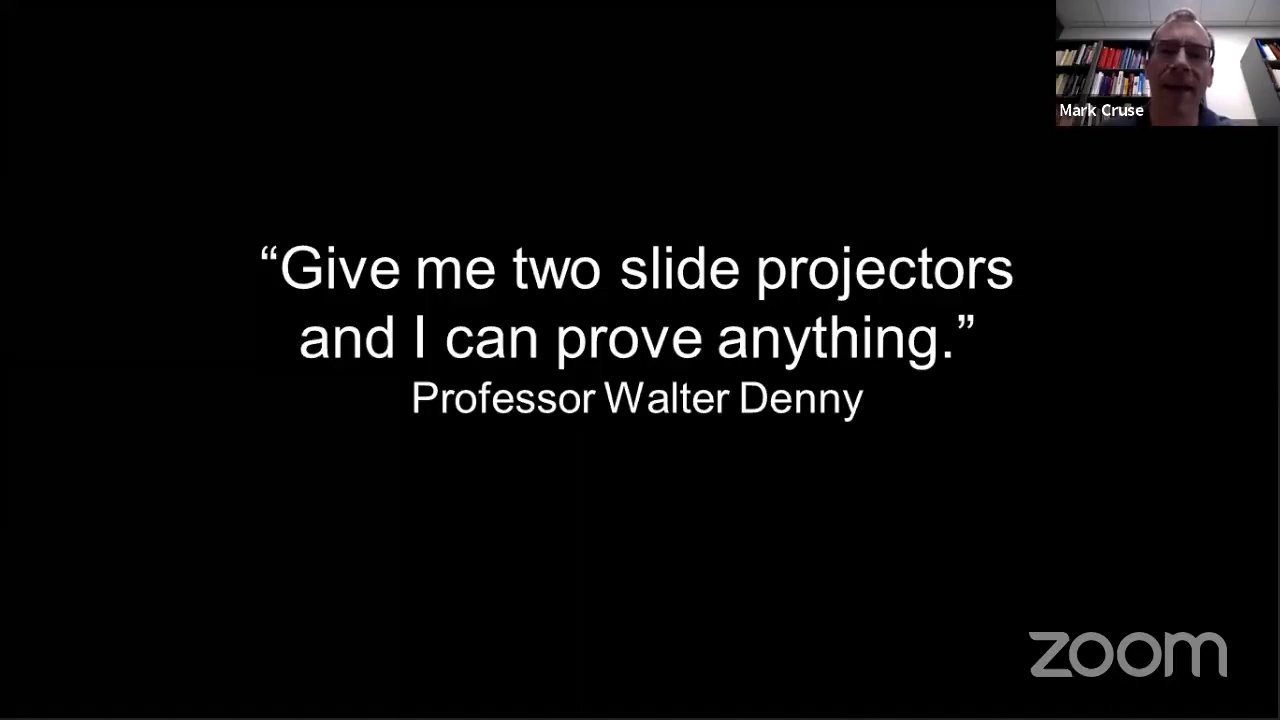 Mark Cruse
“Give me two slide projectors
and I can prove anything.”
Professor Walter Denny
zoom